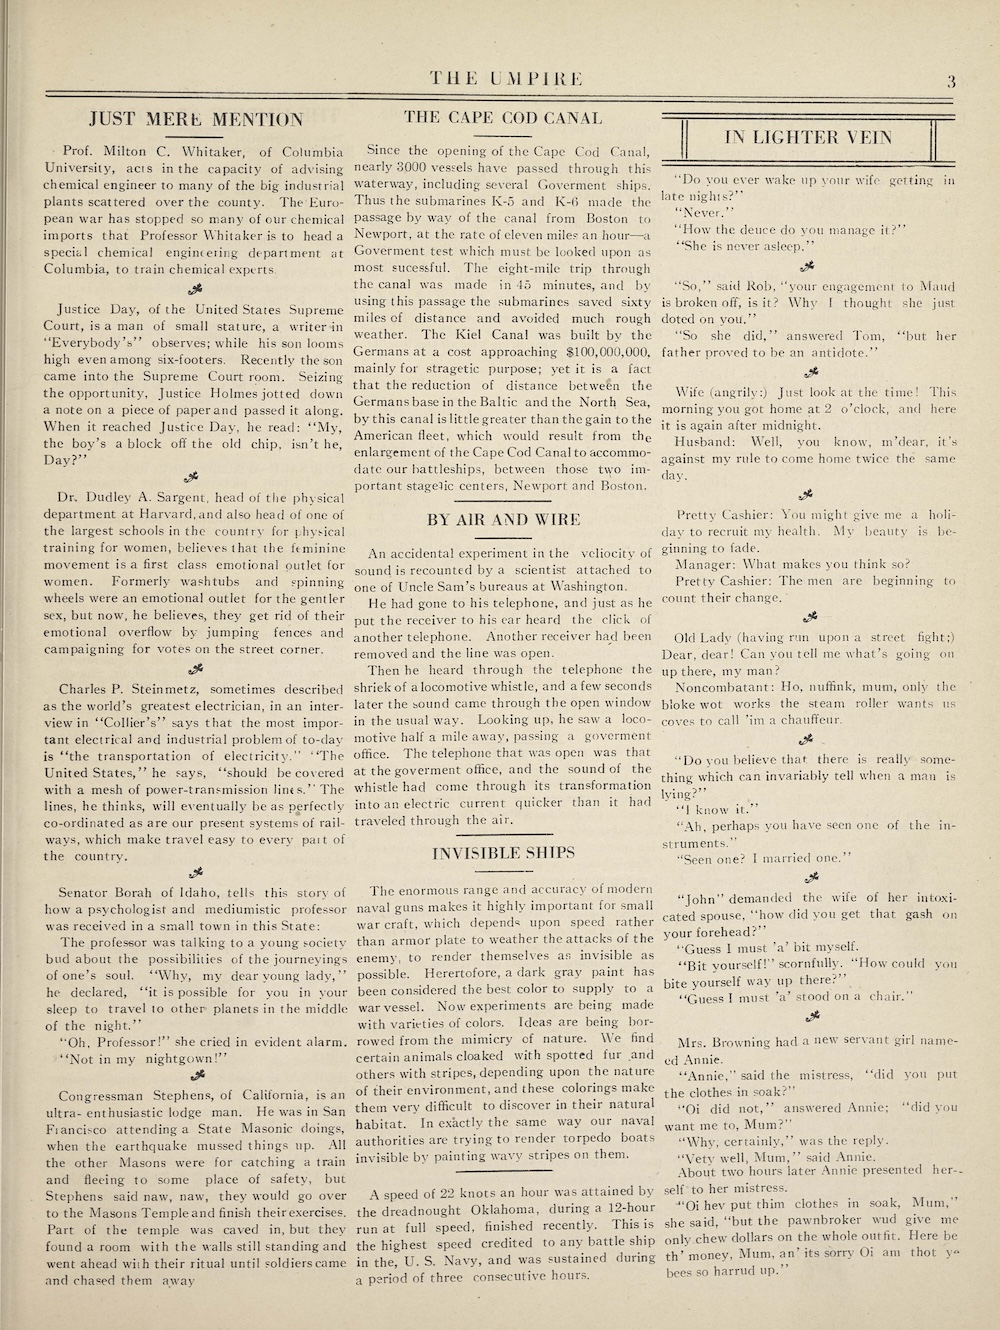 THE UMPIRE
3
JUST MERE MENTION
Prof. Milton C. Whitaker, of Columbia
University, acts in the capacity of advising
chemical engineer to many of the big industrial
plants scattered over the county. The Euro-
pean war has stopped so many of our chemical
imports that Professor Whitaker is to head a
special chemical engineering department at
Columbia, to train chemical experts.
Justice Day, of the United States Supreme
Court, is a man of small stature, a writer in
"Everybody's" observes; while his son looms
high even among six-footers. Recently the son
came into the Supreme Court room. Seizing
the opportunity, Justice Holmes jotted down
a note on a piece of paper and passed it along.
When it reached Justice Day, he read: "My,
the boy's a block off the old chip, isn't he,
Day?"
Dr. Dudley A. Sargent, head of the physical
department at Harvard, and also head of one of
the largest schools in the country for physical
training for women, believes that the feminine
movement is a first class emotional outlet for
women. Formerly washtubs and spinning
wheels were an emotional outlet for the gentler
sex, but now, he believes, they get rid of their
emotional overflow by jumping fences and
campaigning for votes on the street corner.
Charles P. Steinmetz, sometimes described
as the world's greatest electrician, in an inter-
view in "Collier's" says that the most impor-
tant electrical and industrial problem of to-day
is "the transportation of electricity." "The
United States," he says, "should be covered
with a mesh of power-transmission lines." The
lines, he thinks, will eventually be as perfectly
co-ordinated as are our present systems of rail-
ways, which make travel easy to every part of
the country.
Senator Borah of Idaho, tells this story of
how a psychologist and mediumistic professor
was received in a small town in this State:
The professor was talking to a young society
bud about the possibilities of the journeyings
of one's soul. "Why, my dear young lady,"
he declared, "it is possible for you in your
sleep to travel to other planets in the middle
of the night."
"Oh, Professor!" she cried in evident alarm.
"Not in my nightgown!"
Congressman Stephens, of California, is an
ultra- enthusiastic lodge man. He was in San
Francisco attending a State Masonic doings,
when the earthquake mussed things up. All
the other Masons were for catching a train
and fleeing to some place of safety, but
Stephens said naw, naw, they would go over
to the Masons Temple and finish their exercises.
Part of the temple was caved in, but they
found a room with the walls still standing and
went ahead with their ritual until soldiers came
and chased them away
THE CAPE COD CANAL
Since the opening of the Cape Cod Canal,
nearly 3000 vessels have passed through this
waterway, including several Goverment ships.
Thus the submarines K-5 and K-6 made the
passage by way of the canal from Boston to
Newport, at the rate of eleven miles an hour—a
Goverment test which must be looked upon as
most sucessful. The eight-mile trip through
the canal was made in 45 minutes, and by
using this passage the submarines saved sixty
miles of distance and avoided much rough
weather. The Kiel Canal was built by the
Germans at a cost approaching $100,000,000,
mainly for stragetic purpose; yet it is a fact
that the reduction of distance between the
Germans base in the Baltic and the North Sea,
by this canal is little greater than the gain to the
American fleet, which would result from the
enlargement of the Cape Cod Canal to accommo-
date our battleships, between those two im-
portant stagetic centers, Newport and Boston.
BY AIR AND WIRE
An accidental experiment in the veliocity of
sound is recounted by a scientist attached to
one of Uncle Sam's bureaus at Washington.
He had gone to his telephone, and just as he
put the receiver to his ear heard the click of
another telephone. Another receiver had been
removed and the line was open.
Then he heard through the telephone the
shriek of a locomotive whistle, and a few seconds
later the sound came through the open window
in the usual way. Looking up, he saw a loco-
motive half a mile away, passing a goverment
office. The telephone that was open was that
at the goverment office, and the sound of the
whistle had come through its transformation
into an electric current quicker than it had
traveled through the air.
INVISIBLE SHIPS
The enormous range and accuracy of modern
naval guns makes it highly important for small
war craft, which depends upon speed rather
than armor plate to weather the attacks of the
enemy, to render themselves as invisible as
possible. Herertofore, a dark gray paint has
been considered the best color to supply to a
war vessel. Now experiments are being made
with varieties of colors. Ideas are being bor-
rowed from the mimicry of nature. We find
certain animals cloaked with spotted fur and
others with stripes, depending upon the nature
of their environment, and these colorings make
them very difficult to discover in their natural
habitat. In exactly the same way our naval
authorities are trying to render torpedo boats
invisible by painting wavy stripes on them.
A speed of 22 knots an hour was attained by
the dreadnought Oklahoma, during a 12-hour
run at full speed, finished recently. This is
the highest speed credited to any battle ship
in the, U. S. Navy, and was sustained during
a period of three consecutive hours.
IN LIGHTER VEIN
"Do you ever wake up your wife getting in
late nights?"
"Never."
"How the deuce do you manage it?"
"She is never asleep."
"So," said Rob, "your engagement to Maud
is broken off, is it? Why I thought she just
doted on you."
"So she did," answered Tom, "but her
father proved to be an antidote."
Wife (angrily:) Just look at the time! This
morning you got home at 2 o'clock, and here
it is again after midnight.
Husband: Well, you know, m'dear, it's
against my rule to come home twice the same
day.
Pretty Cashier: You might give me a holi-
day to recruit my health. My beauty is be-
ginning to fade.
Manager: What makes you think so?
Pretty Cashier: The men are beginning to
count their change.
Old Lady (having run upon a street fight;)
Dear, dear! Can you tell me what's going on
up there, my man?
Noncombatant: Ho, nuffink, mum, only the
bloke wot works the steam roller wants us
coves to call 'im a chauffeur.
"Do you believe that there is really some-
thing which can invariably tell when a man is
lying?"
"I know it."
"Ah, perhaps you have seen one of the in-
struments."
"Seen one? I married one."
"John" demanded the wife of her intoxi-
cated spouse, "how did you get that gash on
your forehead?"
"Guess I must 'a' bit myself.
"Bit yourself!" scornfully. "How could you
bite yourself way up there?"
"Guess I must 'a' stood on a chair."
Mrs. Browning had a new servant girl name-
ed Annie.
"Annie," said the mistress, "did you put
the clothes in soak?"
"Oi did not," answered Annie; "did you
want me to, Mum?"
"Why, certainly," was the reply.
"Vety well, Mum," said Annie.
About two hours later Annie presented her-
self to her mistress.
"Oi hev put thim clothes in soak, Mum,"
she said, "but the pawnbroker wud give me
only chew dollars on the whole outfit. Here be
th' money, Mum, an' its sorry Oi am thot ye
bees so harrud up."